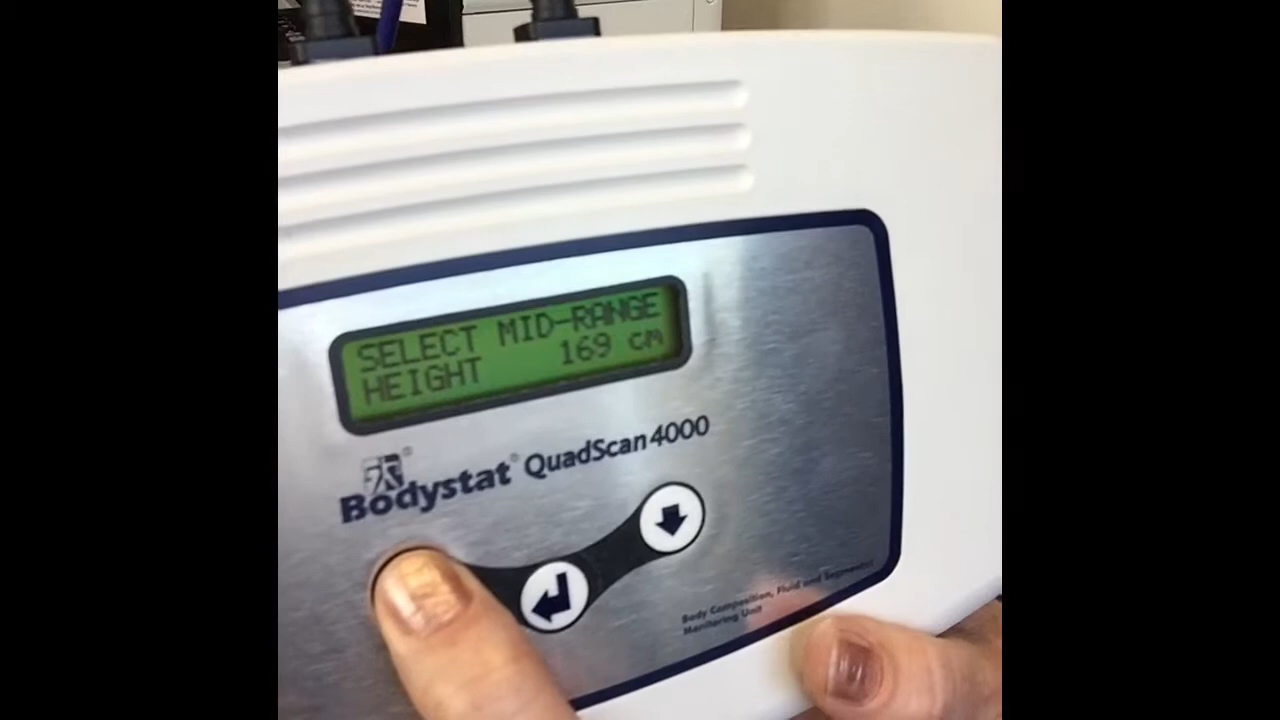 SELECT MID-RANGE
HEIGHT 169 cm
Bodystat® QuadScan 4000
Body Composition, Fluid and Segmental
Monitoring Unit